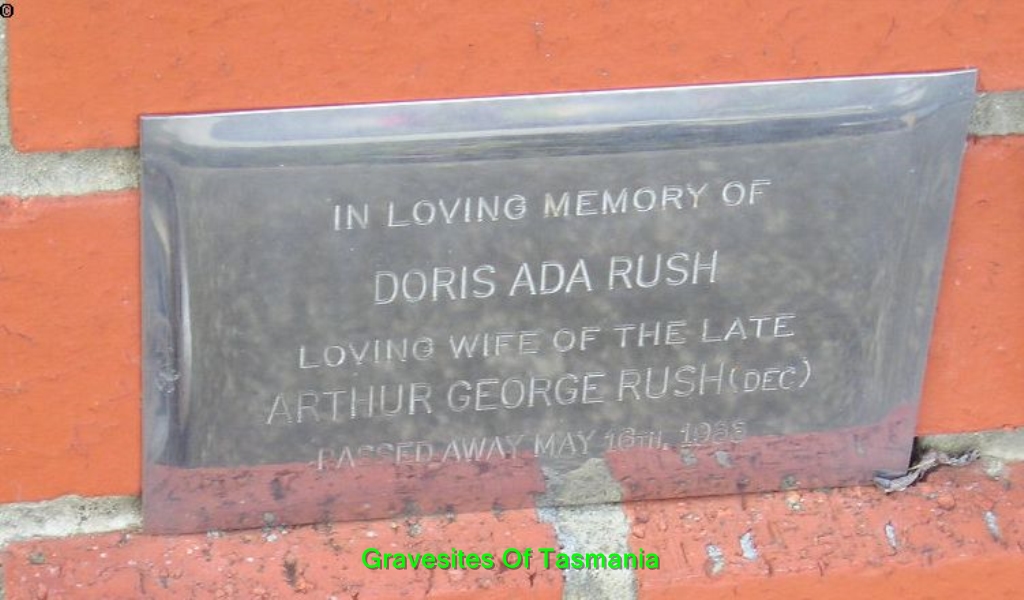 ©
IN LOVING MEMORY OF
DORIS ADA RUSH
LOVING WIFE OF THE LATE
ARTHUR GEORGE RUSH (DEC)
PASSED AWAY MAY 16TH, 1988
Gravesites Of Tasmania